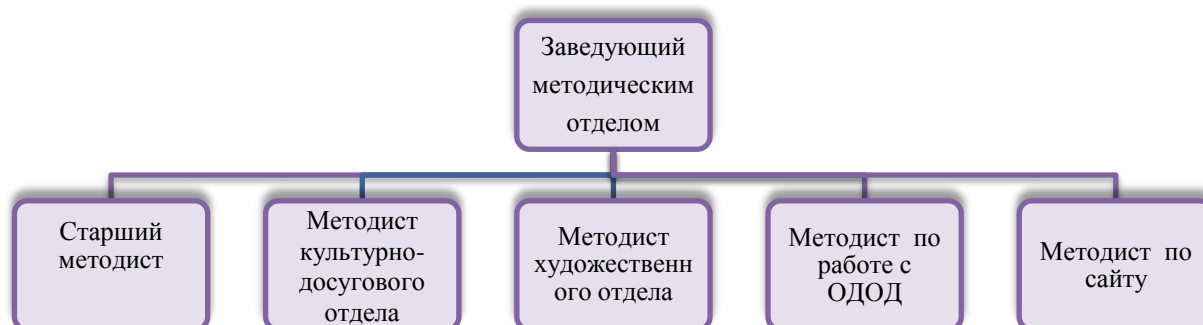 Заведующий
методическим
отделом
Старший
методист
Методист
культурно-
досугового
отдела
Методист
художественн
ого отдела
Методист по
работе с
ОДОД
Методист по
сайту